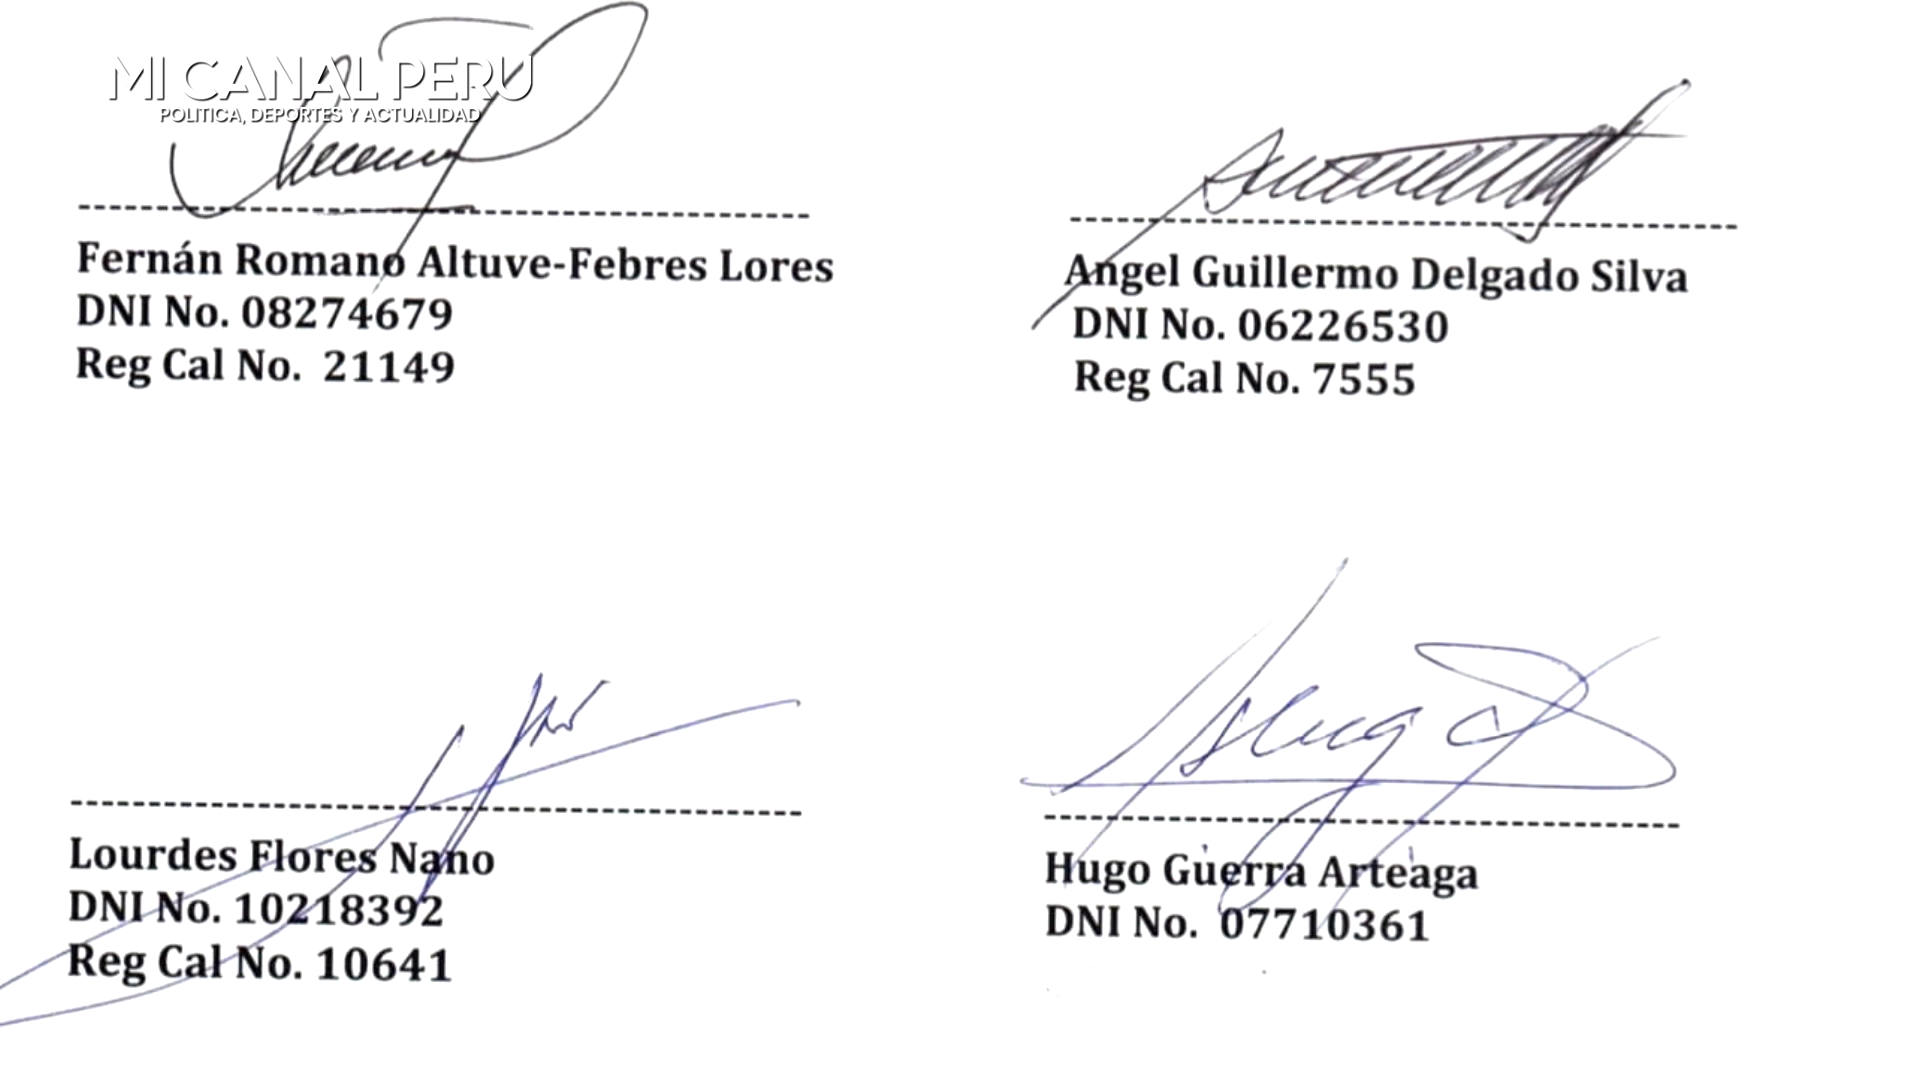 MI CANAL PERU
POLITICA, DEPORTES Y ACTUALIDAD
Fernán Romano Altuve-Febres Lores
DNI No. 08274679
Reg Cal No. 21149
Angel Guillermo Delgado Silva
DNI No. 06226530
Reg Cal No. 7555
Lourdes Flores Nano
DNI No. 10218392
Reg Cal No. 10641
Hugo Guerra Arteaga
DNI No. 07710361